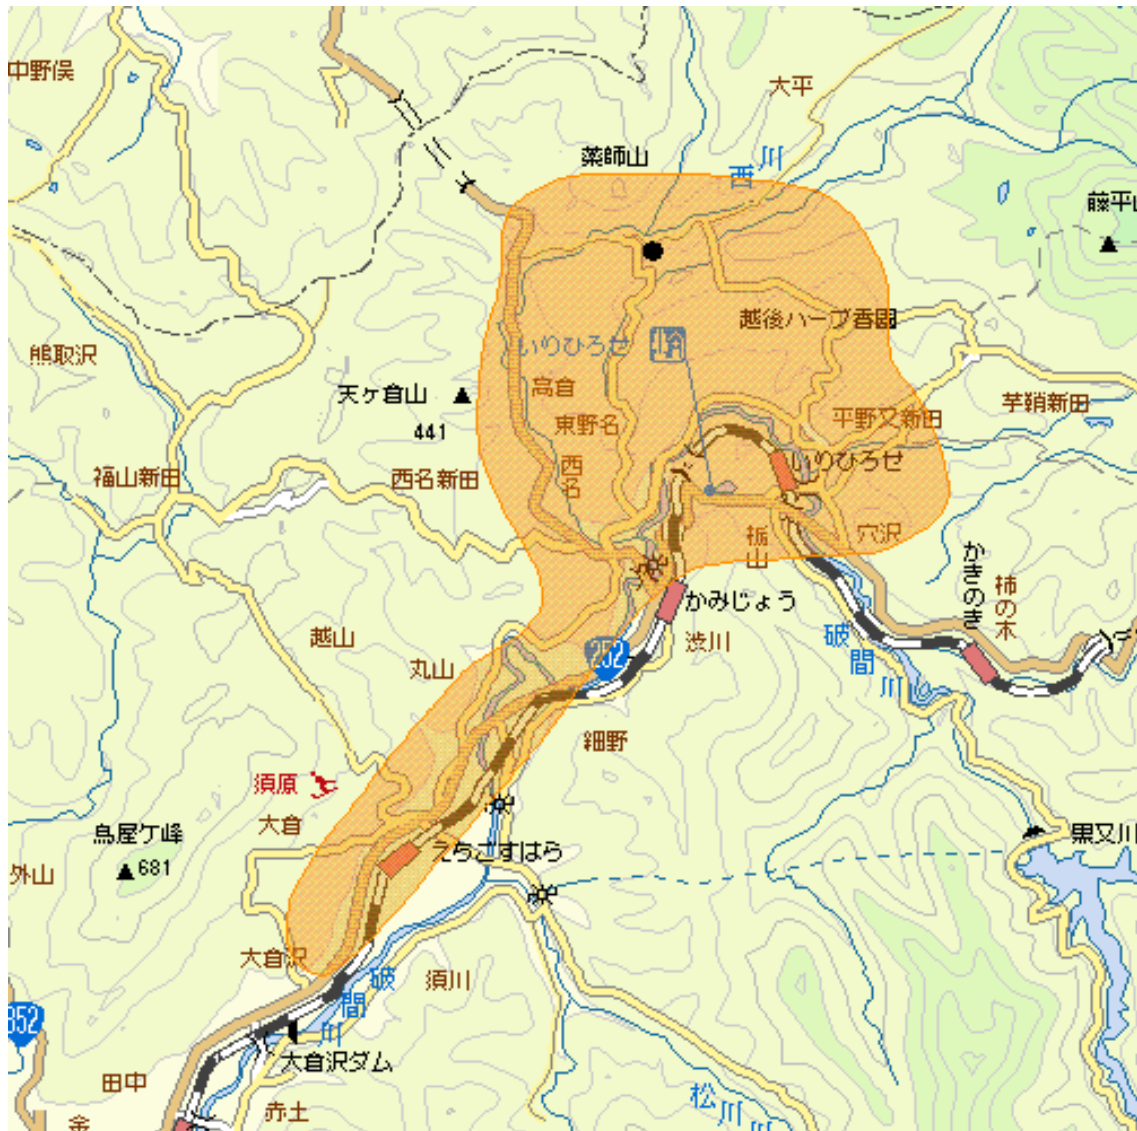 中野俣
大平
薬師山
西川
藤平山
越後ハーブ香園
熊取沢
いりひろせ
天ヶ倉山
441
高倉
芋鞘新田
東野名
平野又新田
福山新田
西名新田
西名
いりひろせ
栃山
穴沢
かきのき
柿の木
かみじょう
越山
丸山
252
渋川
破間川
細野
須原
大倉
鳥屋ケ峰
681
えちごすはら
黒又川
外山
大倉沢
破間川
須川
352
大倉沢ダム
田中
赤土
松川川
金